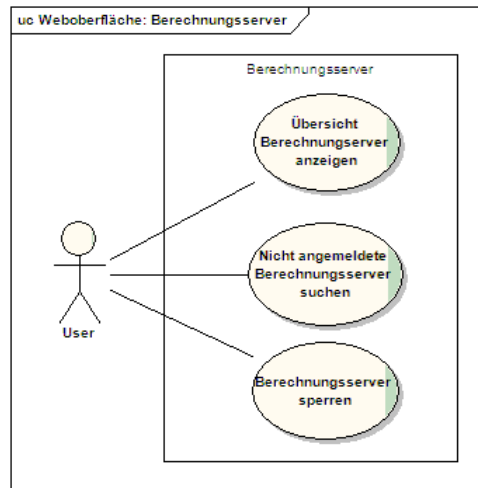 uc Weboberfläche: Berechnungsserver
Berechnungsserver
Übersicht
Berechnungserver
anzeigen
Nicht angemeldete
Berechnungsserver
suchen
User
Berechnungsserver
sperren